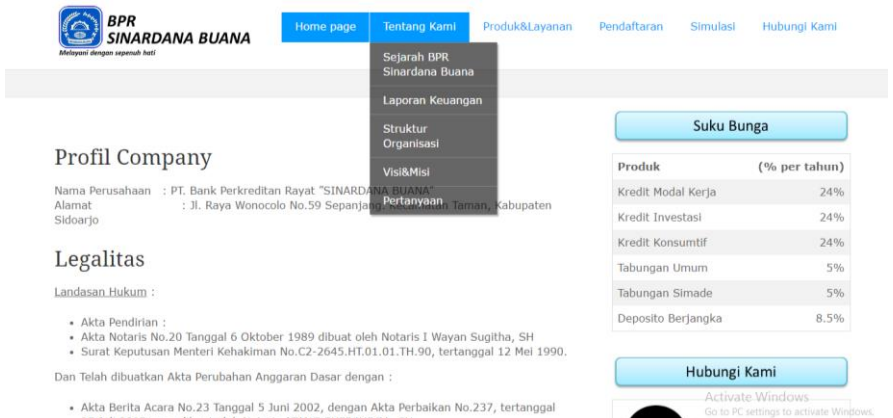 BPR
SINARDANA BUANA
Melayani dengan sepenuh hati
Home page
Tentang Kami
Produk&Layanan
Pendaftaran
Simulasi
Hubungi Kami
Sejarah BPR
Sinardana Buana
Laporan Keuangan
Struktur
Organisasi
Visi&Misi
Pertanyaan
Profil Company
Nama Perusahaan : PT. Bank Perkreditan Rayat "SINARDANA BUANA"
Alamat : Jl. Raya Wonocolo No.59 Sepanjang, Kecamatan Taman, Kabupaten
Sidoarjo
Legalitas
Landasan Hukum :
• Akta Pendirian :
• Akta Notaris No.20 Tanggal 6 Oktober 1989 dibuat oleh Notaris I Wayan Sugitha, SH
• Surat Keputusan Menteri Kehakiman No.C2-2645.HT.01.01.TH.90, tertanggal 12 Mei 1990.
Dan Telah dibuatkan Akta Perubahan Anggaran Dasar dengan :
• Akta Berita Acara No.23 Tanggal 5 Juni 2002, dengan Akta Perbaikan No.237, tertanggal
Suku Bunga
Produk (% per tahun)
Kredit Modal Kerja 24%
Kredit Investasi 24%
Kredit Konsumtif 24%
Tabungan Umum 5%
Tabungan Simade 5%
Deposito Berjangka 8.5%
Hubungi Kami
Activate Windows
Go to PC settings to activate Windows.